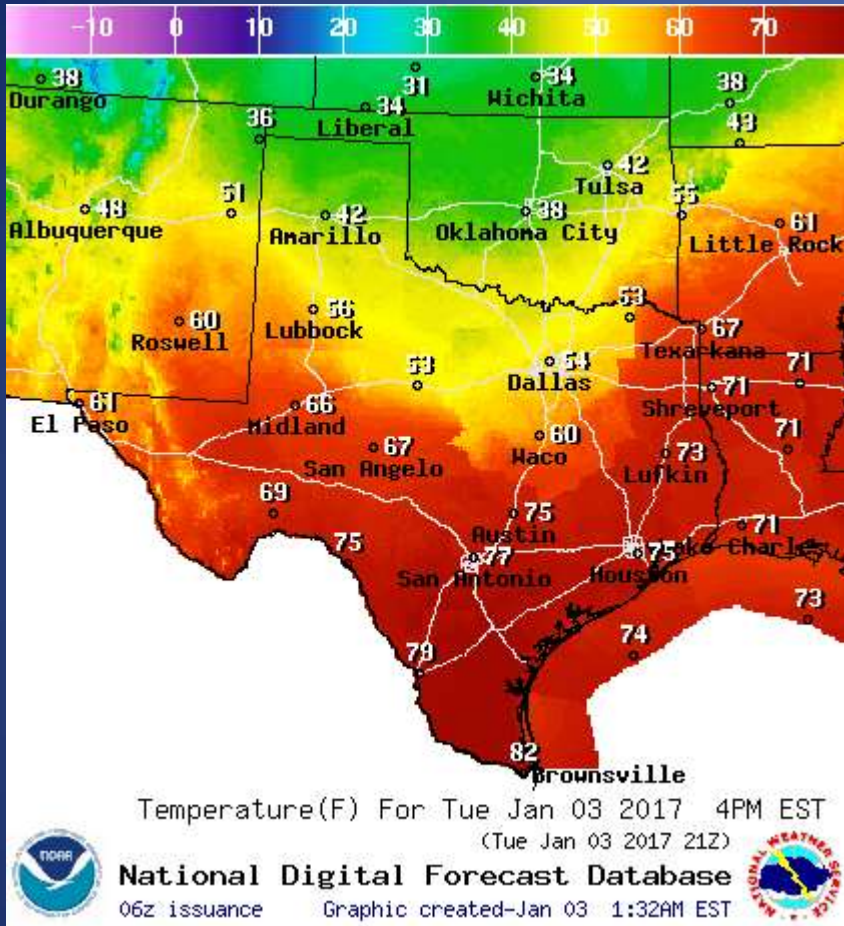 -10 0 10 20 30 40 50 60 70
38 31 34 38
Durango Wichita
34
Liberal
36 43
42
Tulsa
51
48 42 38 55 61
Albuquerque Amarillo Oklahoma City Little Rock
56 53
60 Lubbock 67
Roswell Texarkana
53 54 71 71
Dallas Shreveport
61 66
El Paso Midland
67 60 73 71
San Angelo Waco Lufkin
69 75 71
75 Austin Lake Charles
77 75
San Antonio Houston
73
74
79
82
Brownsville
Temperature(F) For Tue Jan 03 2017 4PM EST
(Tue Jan 03 2017 21Z)
NOAA
National Digital Forecast Database
06z issuance Graphic created-Jan 03 1:32AM EST
NATIONAL WEATHER SERVICE